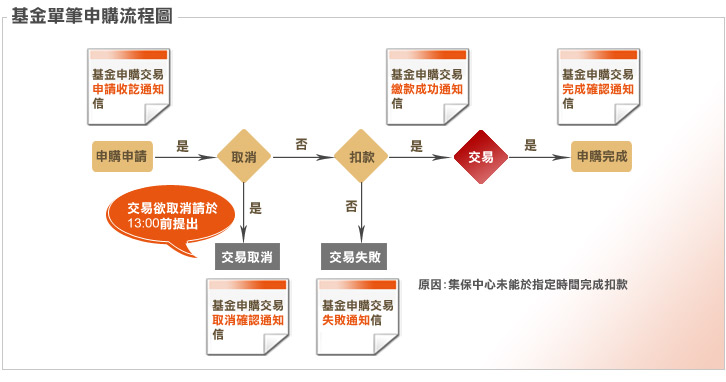 基金單筆申購流程圖
基金申購交易
申請收訖通知
信
基金申購交易
繳款成功通知
信
基金申購交易
完成確認通知
信
申購申請
是
取消
否
扣款
是
交易
是
申購完成
交易欲取消請於
13:00前提出
是
否
交易取消
交易失敗
基金申購交易
取消確認通知
信
基金申購交易
失敗通知信
原因:集保中心未能於指定時間完成扣款